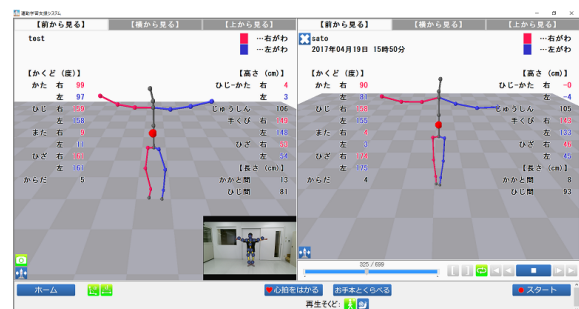 運動学習支援システム
【前から見る】 【横から見る】 【上から見る】
test
…右がわ
…左がわ
【かくど（度）】 【高さ（cm）】
かた 右 99 ひじ-かた 右 4
左 97 左 3
ひじ 右 159 じゅうしん 106
左 158 手くび 右 149
また 右 9 左 148
左 11 ひざ 右
ひざ 右 161 左 54
左 161 【長さ（cm）】
からだ 5 かかと間 13
ひじ間 81
【前から見る】 【横から見る】 【上から見る】
sato
2017年04月19日 15時50分
…右がわ
…左がわ
【かくど（度）】 【高さ（cm）】
かた 右 90 ひじ-かた 右 -0
左 83 左 -4
ひじ 右 158 じゅうしん 105
左 155 手くび 右 143
また 右 4 左 133
左 3 ひざ 右 46
ひざ 右 174 左 45
左 175 【長さ（cm）】
からだ 4 かかと間 8
ひじ間 93
325 / 699
ホーム
心拍をはかる
お手本とくらべる
スタート
再生そくど: